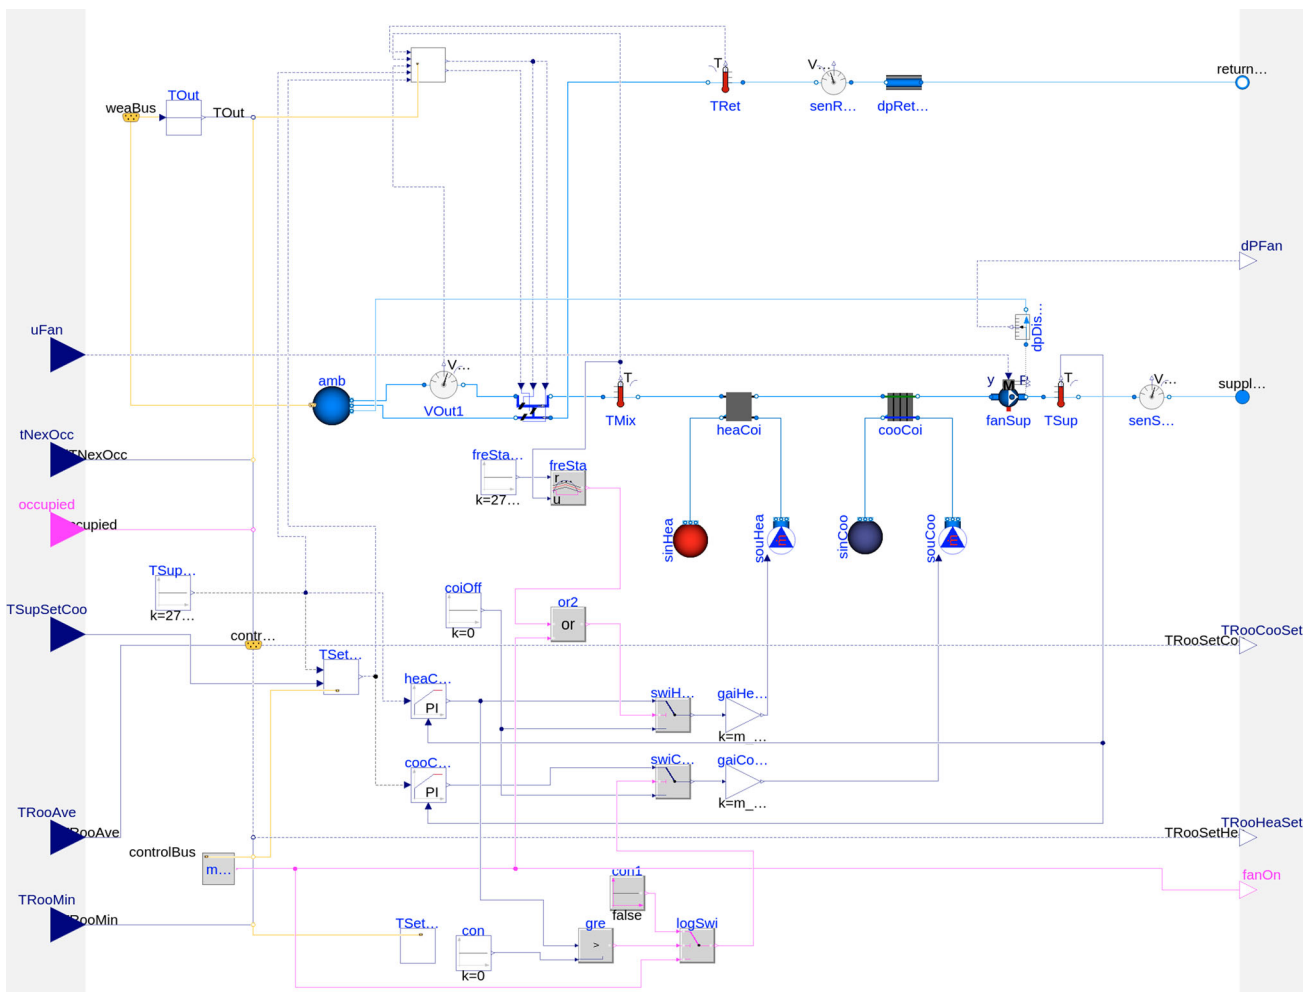 T
V...
return...
TRet
senR...
dpRet...
TOut
weaBus
TOut
dPFan
uFan
dpDis...
V...
T
amb
y
M
P
T
V...
suppl...
VOut1
TMix
heaCoi
cooCoi
fanSup
TSup
senS...
tNexOcc
TNexOcc
freSta...
freSta
r...
u
k=27...
occupied
cupied
sinHea
souHea
m
sinCoo
souCoo
m
TSup...
k=27...
coiOff
k=0
or2
or
TSupSetCoo
contr...
TRooCooSet
TRooSetCo
TSet...
heaC...
PI
swiH...
gaiHe...
k=m_...
cooC...
PI
swiC...
gaiCo...
k=m_...
TRooAve
RooAve
TRooHeaSet
TRooSetHe
controlBus
m...
con1
false
fanOn
TRooMin
RooMin
TSet...
con
k=0
gre
>
logSwi